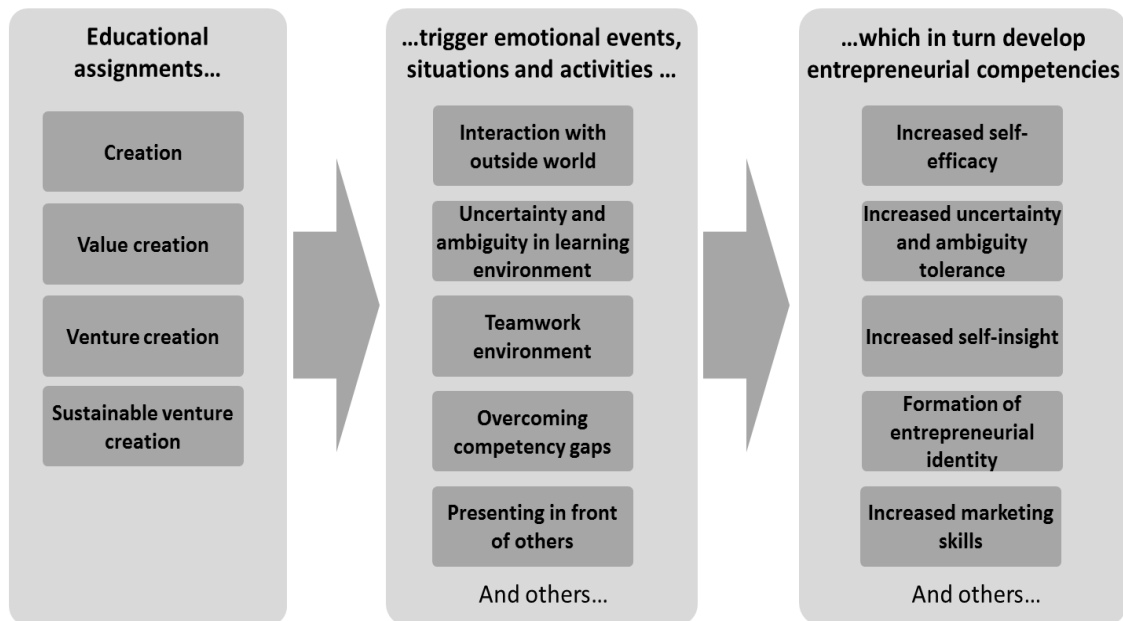 Educational
assignments...
Creation
Value creation
Venture creation
Sustainable venture
creation
...trigger emotional events,
situations and activities ...
Interaction with
outside world
Uncertainty and
ambiguity in learning
environment
Teamwork
environment
Overcoming
competency gaps
Presenting in front
of others
And others...
...which in turn develop
entrepreneurial competencies
Increased self-
efficacy
Increased uncertainty
and ambiguity
tolerance
Increased self-insight
Formation of
entrepreneurial
identity
Increased marketing
skills
And others...